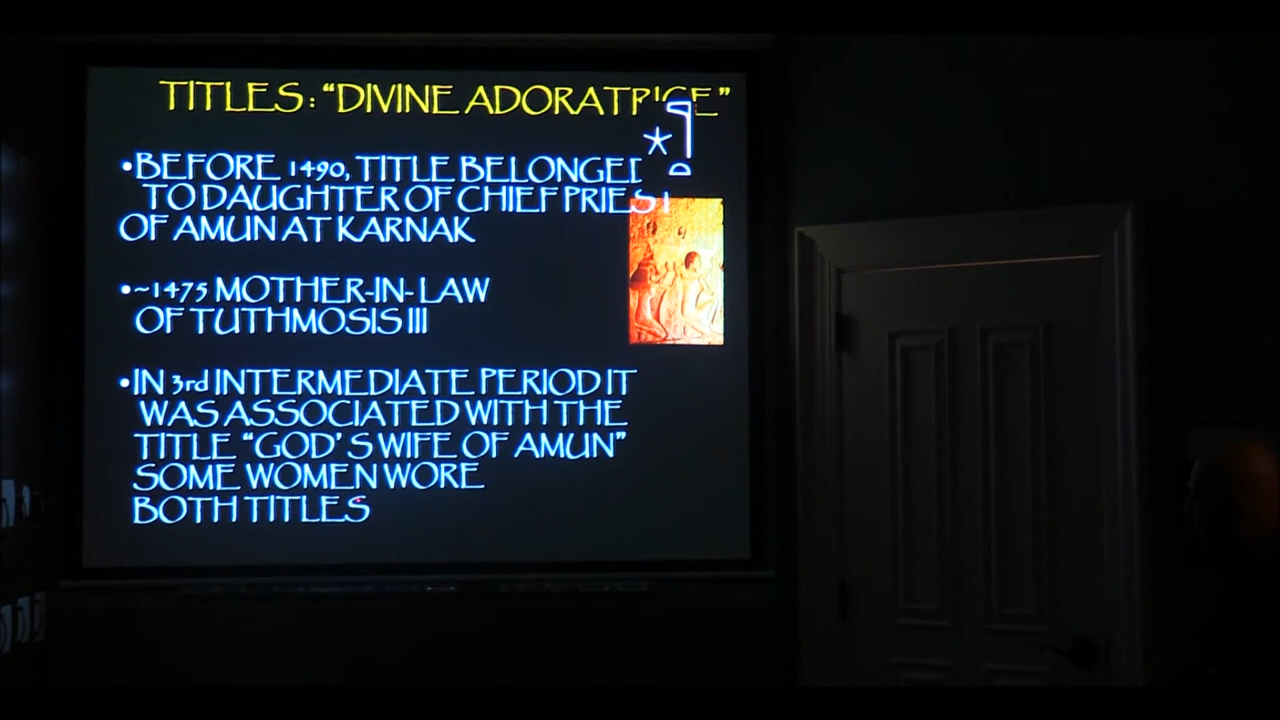 TITLES: “DIVINE ADORATRICE”
•BEFORE 1490, TITLE BELONGED
TO DAUGHTER OF CHIEF PRIEST
OF AMUN AT KARNAK
•~1475 MOTHER-IN-LAW
OF TUTHMOSIS III
•IN 3rd INTERMEDIATE PERIOD IT
WAS ASSOCIATED WITH THE
TITLE “GOD’S WIFE OF AMUN”
SOME WOMEN WORE
BOTH TITLES